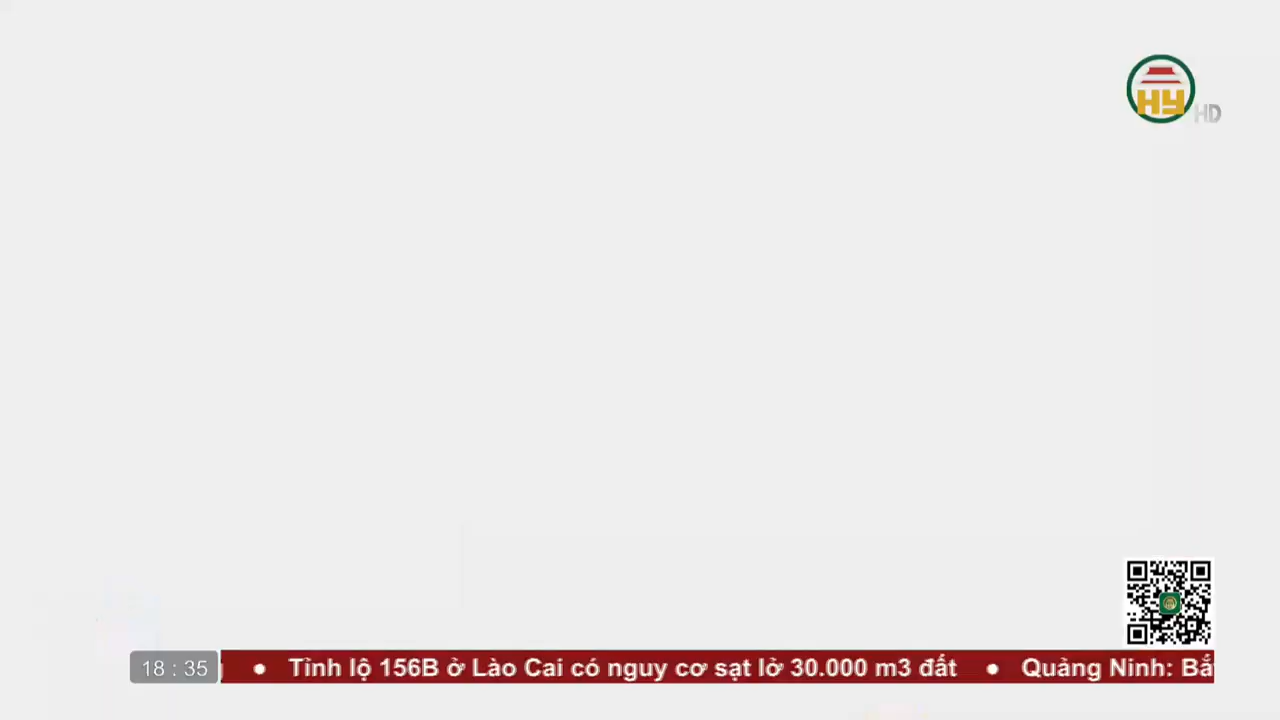 HY
HD
18 : 35
• Tỉnh lộ 156B ở Lào Cai có nguy cơ sạt lở 30.000 m3 đất • Quảng Ninh: Bắ